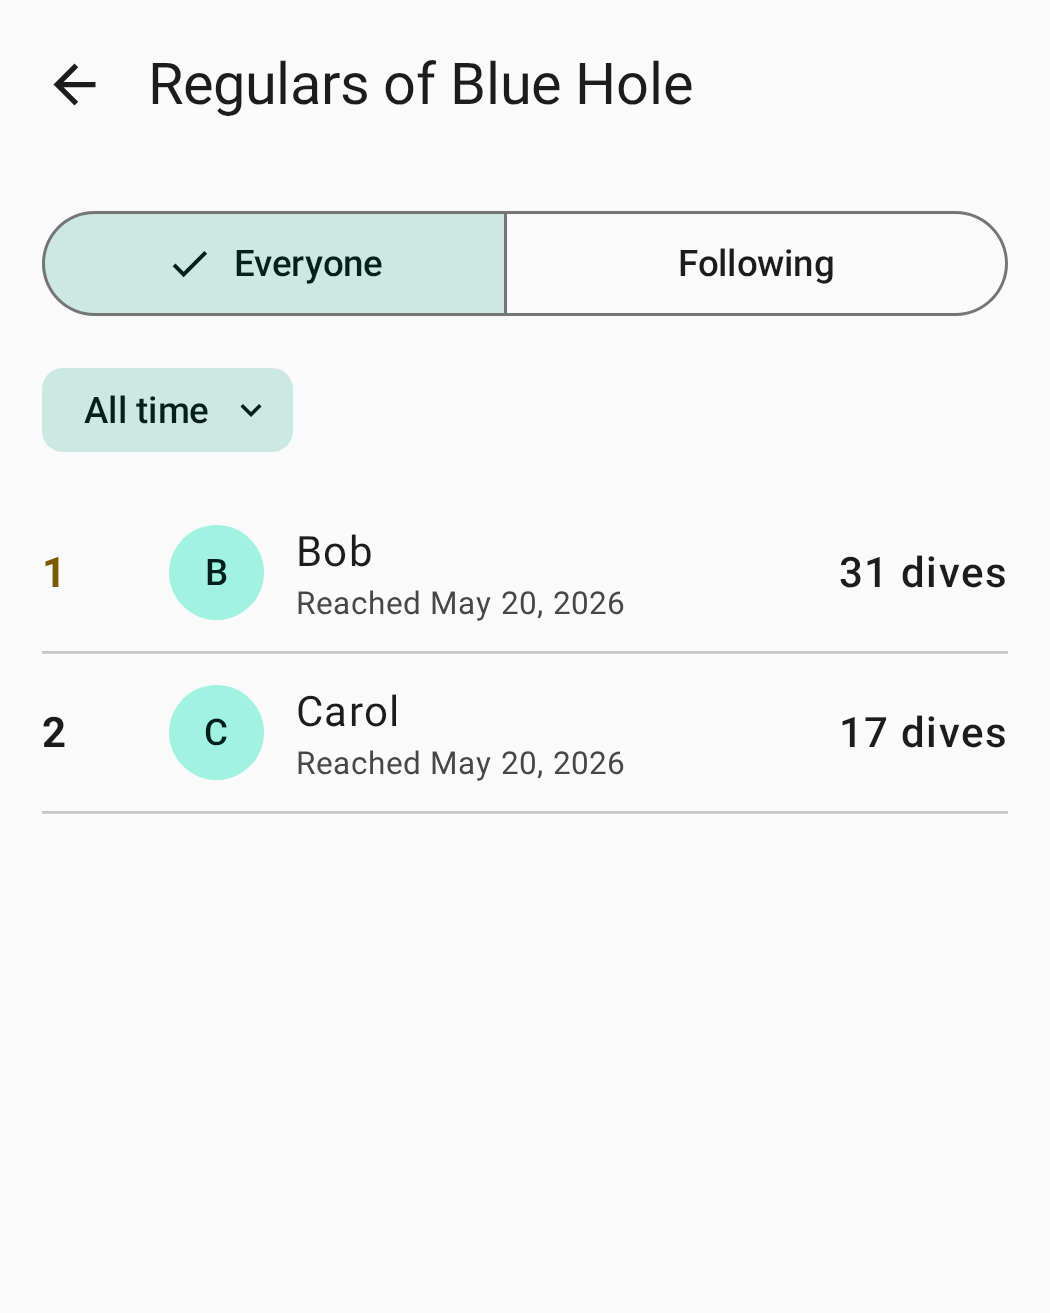 Regulars of Blue Hole
Everyone
Following
All time
1
B
Bob
Reached May 20, 2026
31 dives
2
C
Carol
Reached May 20, 2026
17 dives